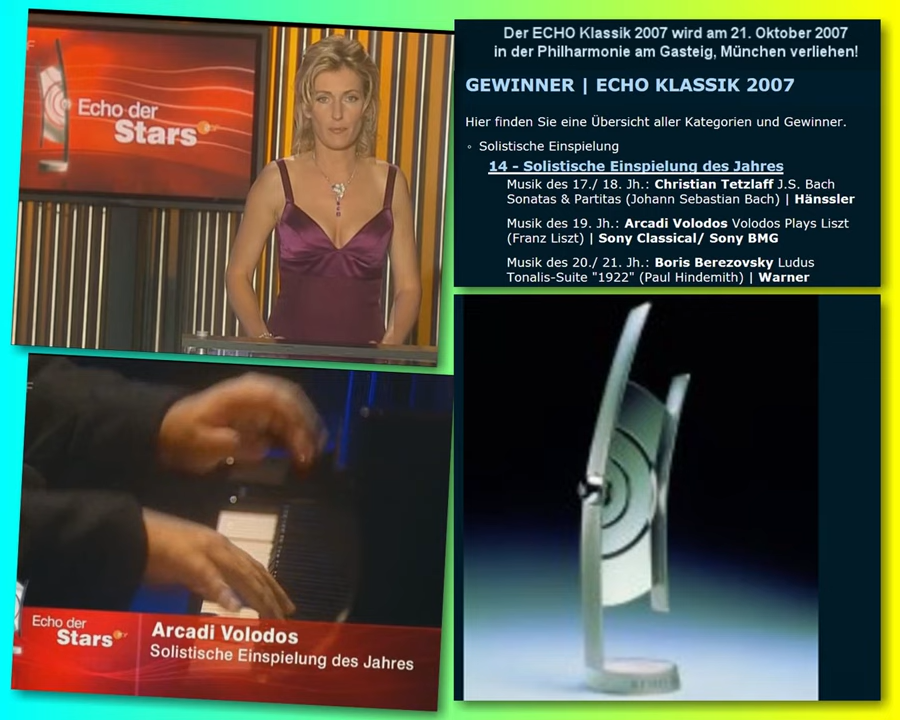 Echo der
Stars
Der ECHO Klassik 2007 wird am 21. Oktober 2007
in der Philharmonie am Gasteig, München verliehen!
GEWINNER | ECHO KLASSIK 2007
Hier finden Sie eine Übersicht aller Kategorien und Gewinner.
Solistische Einspielung
14 - Solistische Einspielung des Jahres
Musik des 17./ 18. Jh.: Christian Tetzlaff J.S. Bach
Sonatas & Partitas (Johann Sebastian Bach) | Hänssler
Musik des 19. Jh.: Arcadi Volodos Volodos Plays Liszt
(Franz Liszt) | Sony Classical/ Sony BMG
Musik des 20./ 21. Jh.: Boris Berezovsky Ludus
Tonalis-Suite "1922" (Paul Hindemith) | Warner
Echo der
Stars
Arcadi Volodos
Solistische Einspielung des Jahres